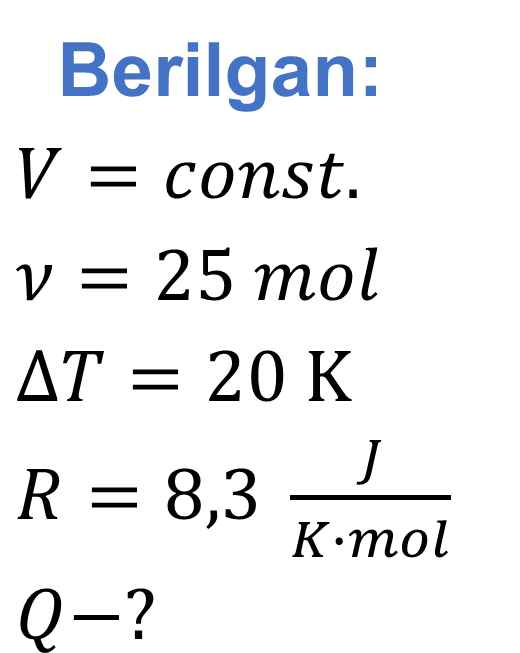 Berilgan:
V = const.
ν = 25 mol
ΔT = 20 K
R = 8,3 J/K·mol
Q−?